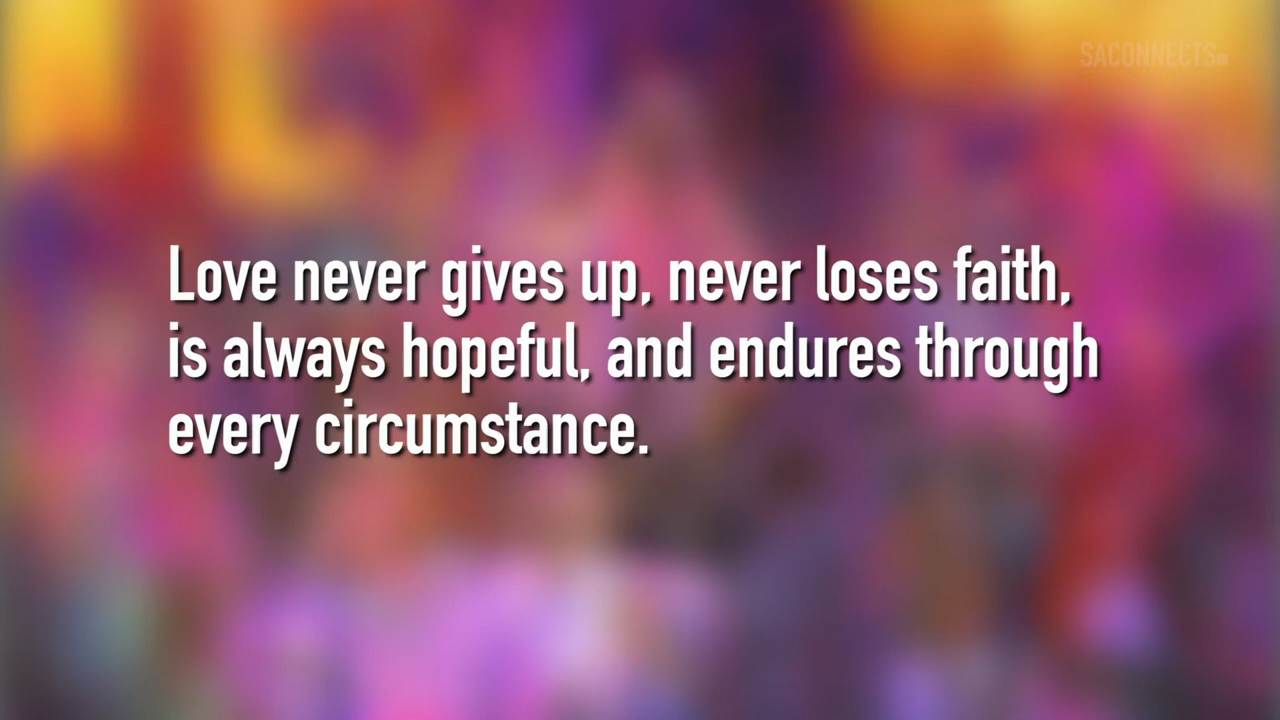 SACONNECTS
Love never gives up, never loses faith,
is always hopeful, and endures through
every circumstance.